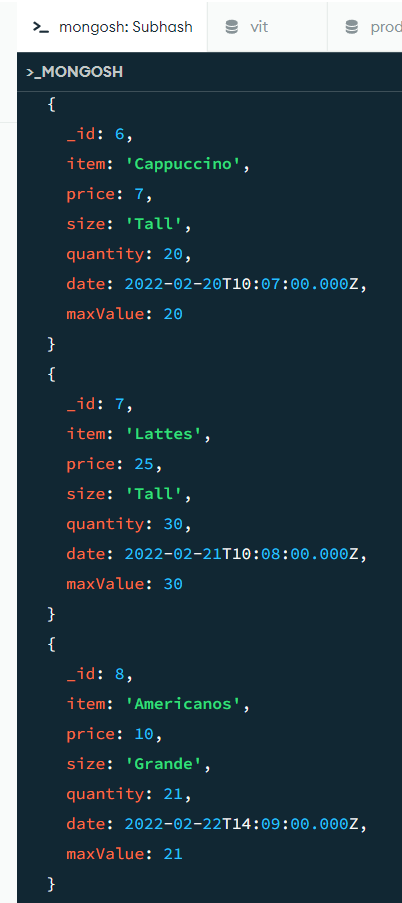 >_ mongosh: Subhash vit prod
>_MONGOSH
{
_id: 6,
item: 'Cappuccino',
price: 7,
size: 'Tall',
quantity: 20,
date: 2022-02-20T10:07:00.000Z,
maxValue: 20
}
{
_id: 7,
item: 'Lattes',
price: 25,
size: 'Tall',
quantity: 30,
date: 2022-02-21T10:08:00.000Z,
maxValue: 30
}
{
_id: 8,
item: 'Americanos',
price: 10,
size: 'Grande',
quantity: 21,
date: 2022-02-22T14:09:00.000Z,
maxValue: 21
}